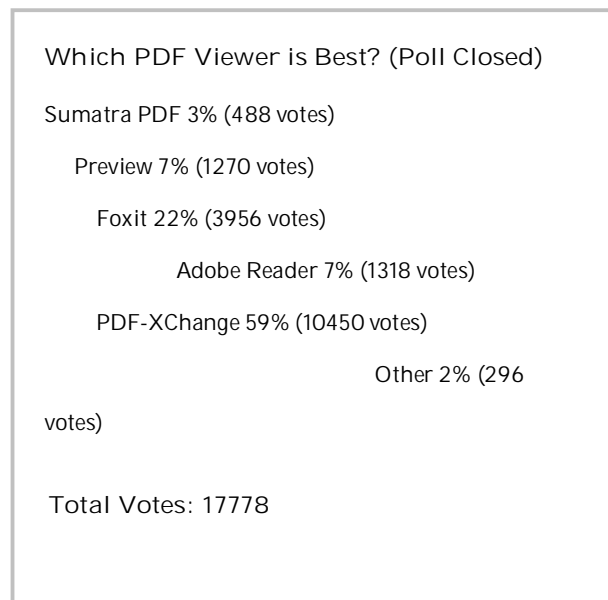 Which PDF Viewer is Best? (Poll Closed)
Sumatra PDF 3% (488 votes)
Preview 7% (1270 votes)
Foxit 22% (3956 votes)
Adobe Reader 7% (1318 votes)
PDF-XChange 59% (10450 votes)
Other 2% (296
votes)
Total Votes: 17778